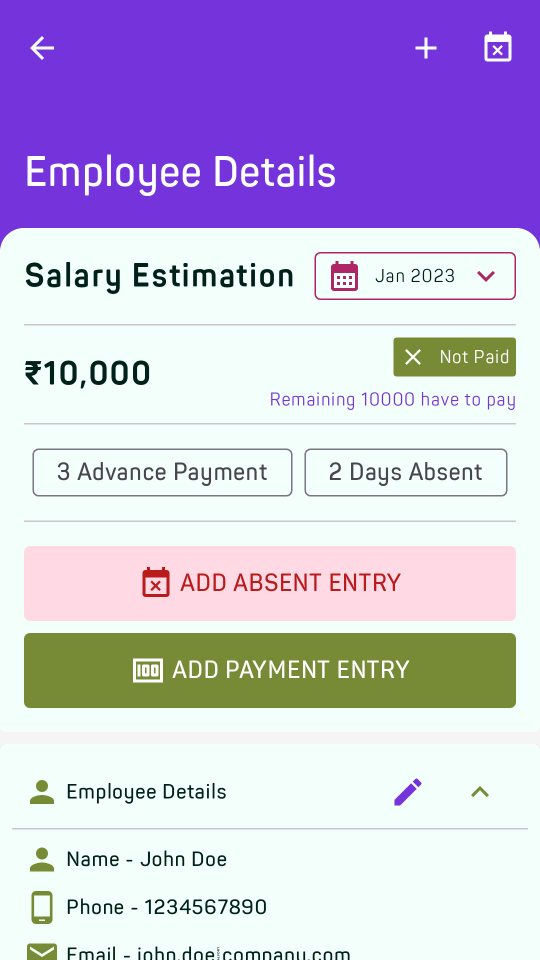 Employee Details
Salary Estimation
Jan 2023
₹10,000
Not Paid
Remaining 10000 have to pay
3 Advance Payment
2 Days Absent
ADD ABSENT ENTRY
100 ADD PAYMENT ENTRY
Employee Details
Name - John Doe
Phone - 1234567890
Email -